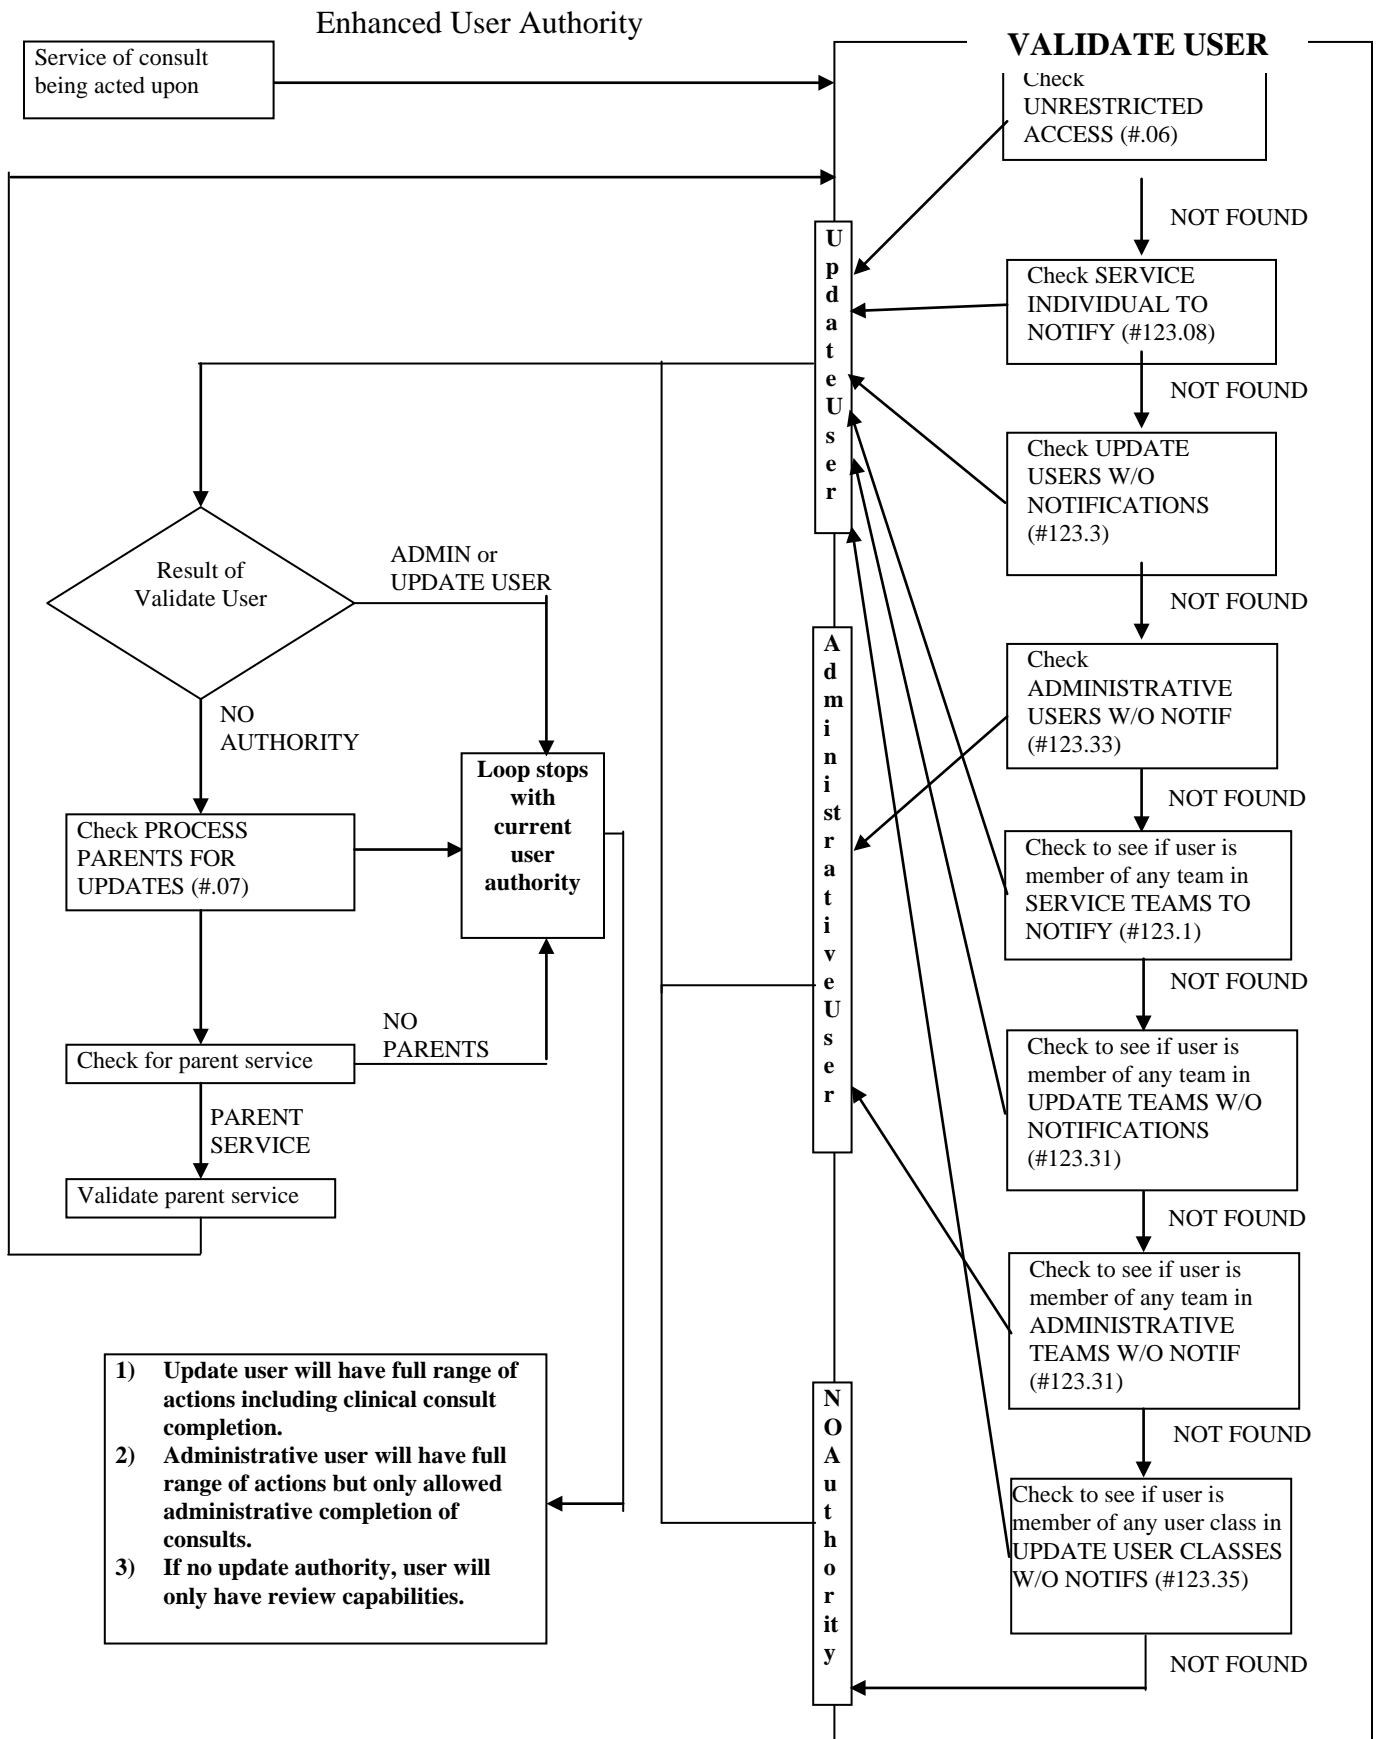 Enhanced User Authority
VALIDATE USER
Service of consult
being acted upon
Check
UNRESTRICTED
ACCESS (#.06)
NOT FOUND
Check SERVICE
INDIVIDUAL TO
NOTIFY (#123.08)
NOT FOUND
Check UPDATE
USERS W/O
NOTIFICATIONS
(#123.3)
NOT FOUND
Check
ADMINISTRATIVE
USERS W/O NOTIF
(#123.33)
NOT FOUND
Check to see if user is
member of any team in
SERVICE TEAMS TO
NOTIFY (#123.1)
NOT FOUND
Check to see if user is
member of any team in
UPDATE TEAMS W/O
NOTIFICATIONS
(#123.31)
NOT FOUND
Check to see if user is
member of any team in
ADMINISTRATIVE
TEAMS W/O NOTIF
(#123.31)
NOT FOUND
Check to see if user is
member of any user class in
UPDATE USER CLASSES
W/O NOTIFS (#123.35)
NOT FOUND
Update User
Administrative User
NO Authority
Result of
Validate User
ADMIN or
UPDATE USER
NO
AUTHORITY
Loop stops
with
current
user
authority
Check PROCESS
PARENTS FOR
UPDATES (#.07)
NO
PARENTS
Check for parent service
PARENT
SERVICE
Validate parent service
1) Update user will have full range of
actions including clinical consult
completion.
2) Administrative user will have full
range of actions but only allowed
administrative completion of
consults.
3) If no update authority, user will
only have review capabilities.